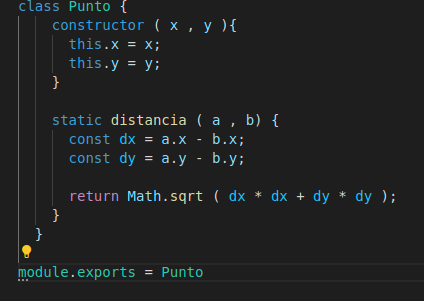 class Punto {
constructor ( x , y ){
this.x = x;
this.y = y;
}
static distancia ( a , b) {
const dx = a.x - b.x;
const dy = a.y - b.y;
return Math.sqrt ( dx * dx + dy * dy );
}
}
module.exports = Punto